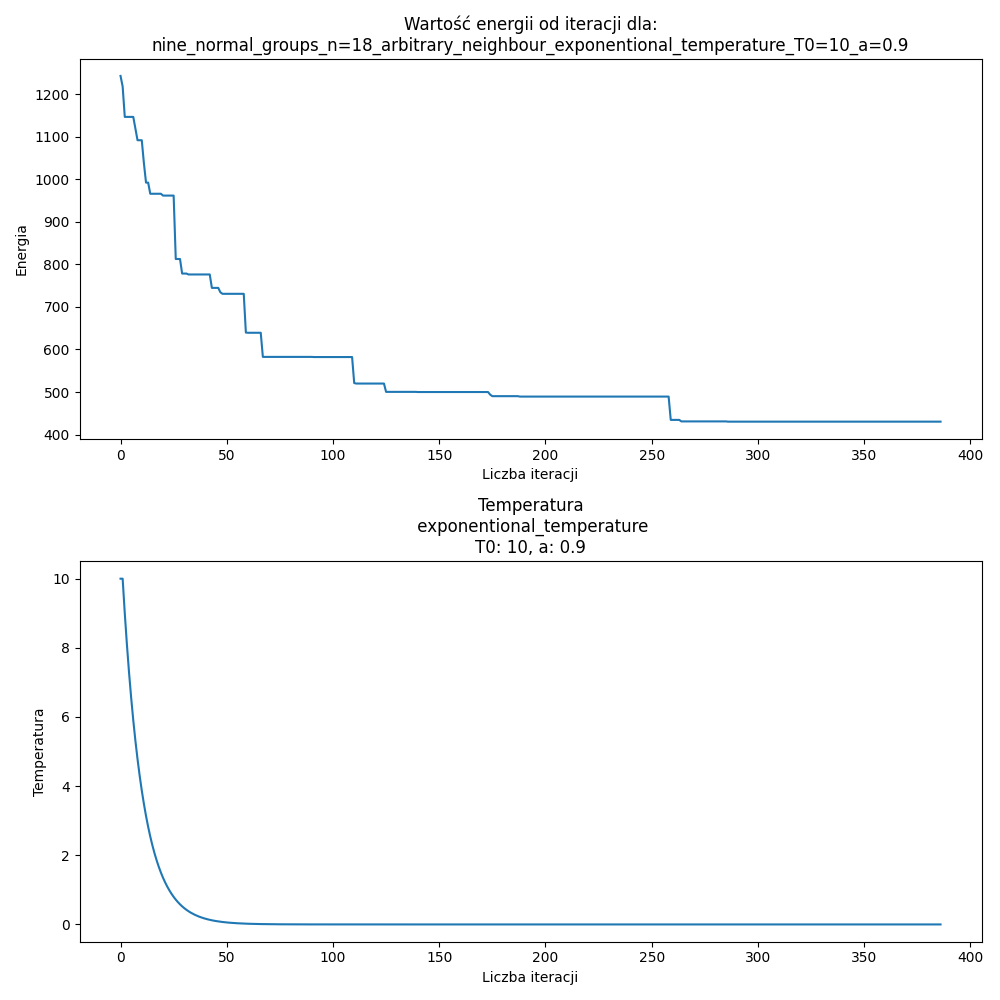 Wartość energii od iteracji dla:
nine_normal_groups_n=18_arbitrary_neighbour_exponentional_temperature_T0=10_a=0.9
1200
1100
1000
900
800
700
600
500
400
Energia
0 50 100 150 200 250 300 350 400
Liczba iteracji
Temperatura
exponentional_temperature
T0: 10, a: 0.9
10
8
6
4
2
0
Temperatura
0 50 100 150 200 250 300 350 400
Liczba iteracji